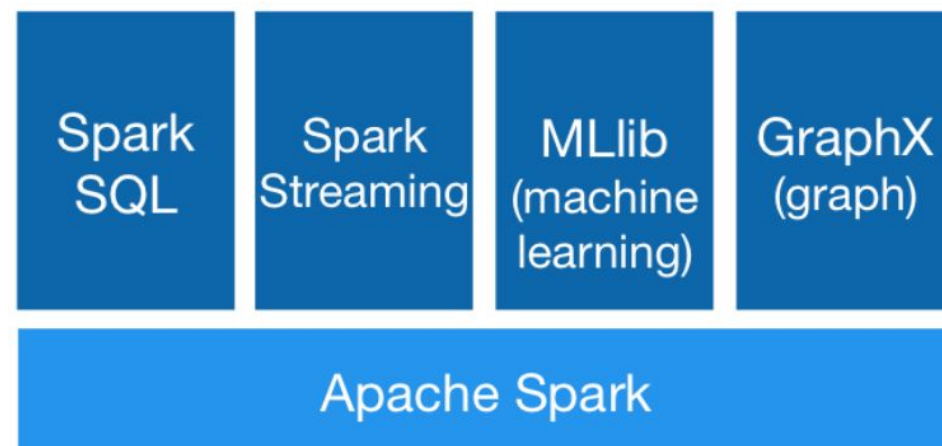 Spark
SQL
Spark
Streaming
MLlib
(machine
learning)
GraphX
(graph)
Apache Spark